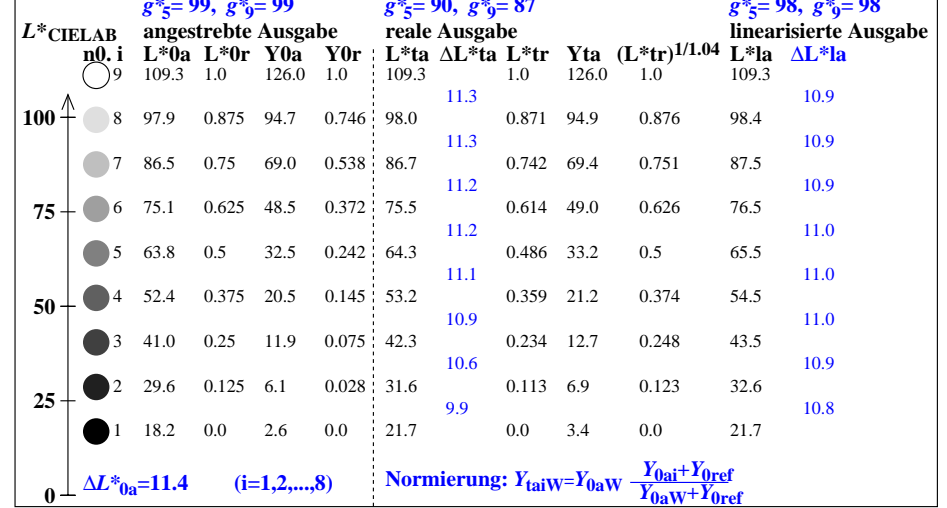 g*5= 99, g*9= 99 g*5= 90, g*9= 87 g*5= 98, g*9= 98
L*CIELAB angestrebte Ausgabe reale Ausgabe linearisierte Ausgabe
n0. i L*0a L*0r Y0a Y0r L*ta ΔL*ta L*tr Yta (L*tr)1/1.04 L*la ΔL*la
9 109.3 1.0 126.0 1.0 109.3 1.0 126.0 1.0 109.3
11.3 10.9
100 8 97.9 0.875 94.7 0.746 98.0 0.871 94.9 0.876 98.4
11.3 10.9
7 86.5 0.75 69.0 0.538 86.7 0.742 69.4 0.751 87.5
11.2 10.9
75 6 75.1 0.625 48.5 0.372 75.5 0.614 49.0 0.626 76.5
11.2 11.0
5 63.8 0.5 32.5 0.242 64.3 0.486 33.2 0.5 65.5
11.1 11.0
50 4 52.4 0.375 20.5 0.145 53.2 0.359 21.2 0.374 54.5
10.9 11.0
3 41.0 0.25 11.9 0.075 42.3 0.234 12.7 0.248 43.5
10.6 10.9
25 2 29.6 0.125 6.1 0.028 31.6 0.113 6.9 0.123 32.6
9.9 10.8
1 18.2 0.0 2.6 0.0 21.7 0.0 3.4 0.0 21.7
0 ΔL*0a=11.4 (i=1,2,...,8) Normierung: YtaiW=Y0aW Y0ai+Y0ref
Y0aW+Y0ref